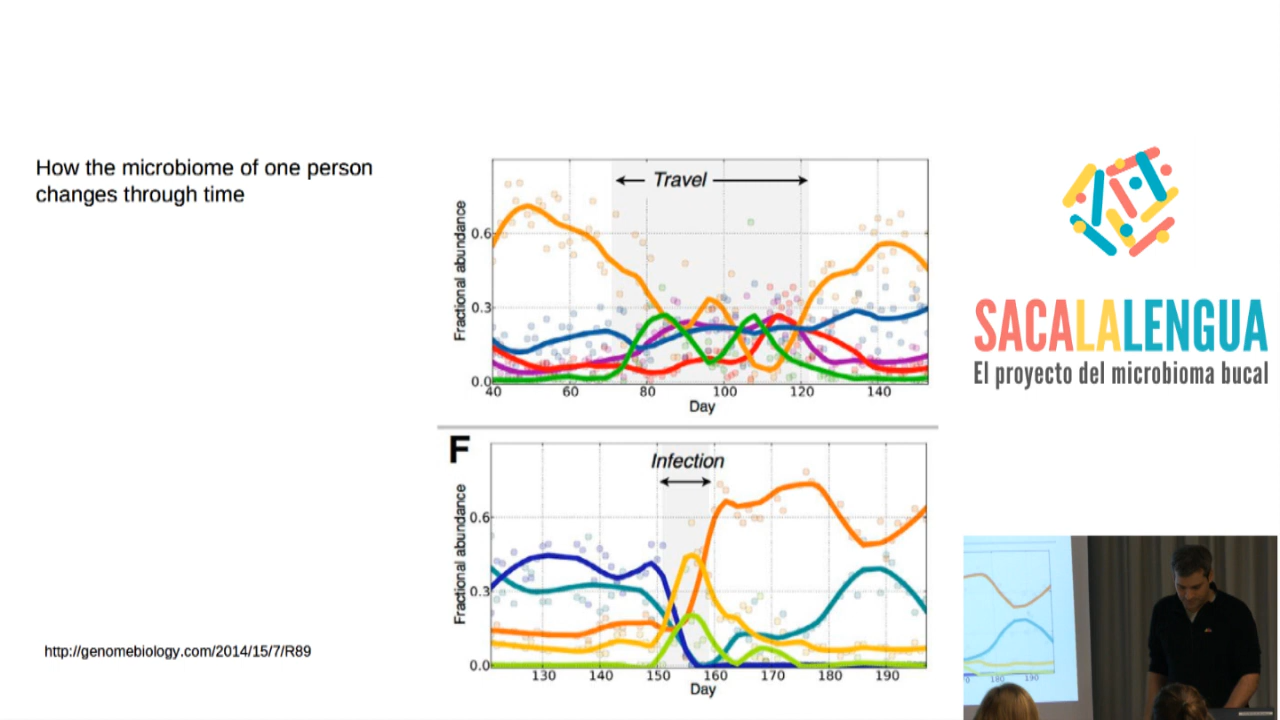 How the microbiome of one person
changes through time
http://genomebiology.com/2014/15/7/R89
Travel
Fractional abundance
0.6
0.3
0.0
40 60 80 100 120 140
Day
F
Infection
Fractional abundance
0.6
0.3
0.0
130 140 150 160 170 180 190
Day
SACALALENGUA
El proyecto del microbioma bucal
180 190